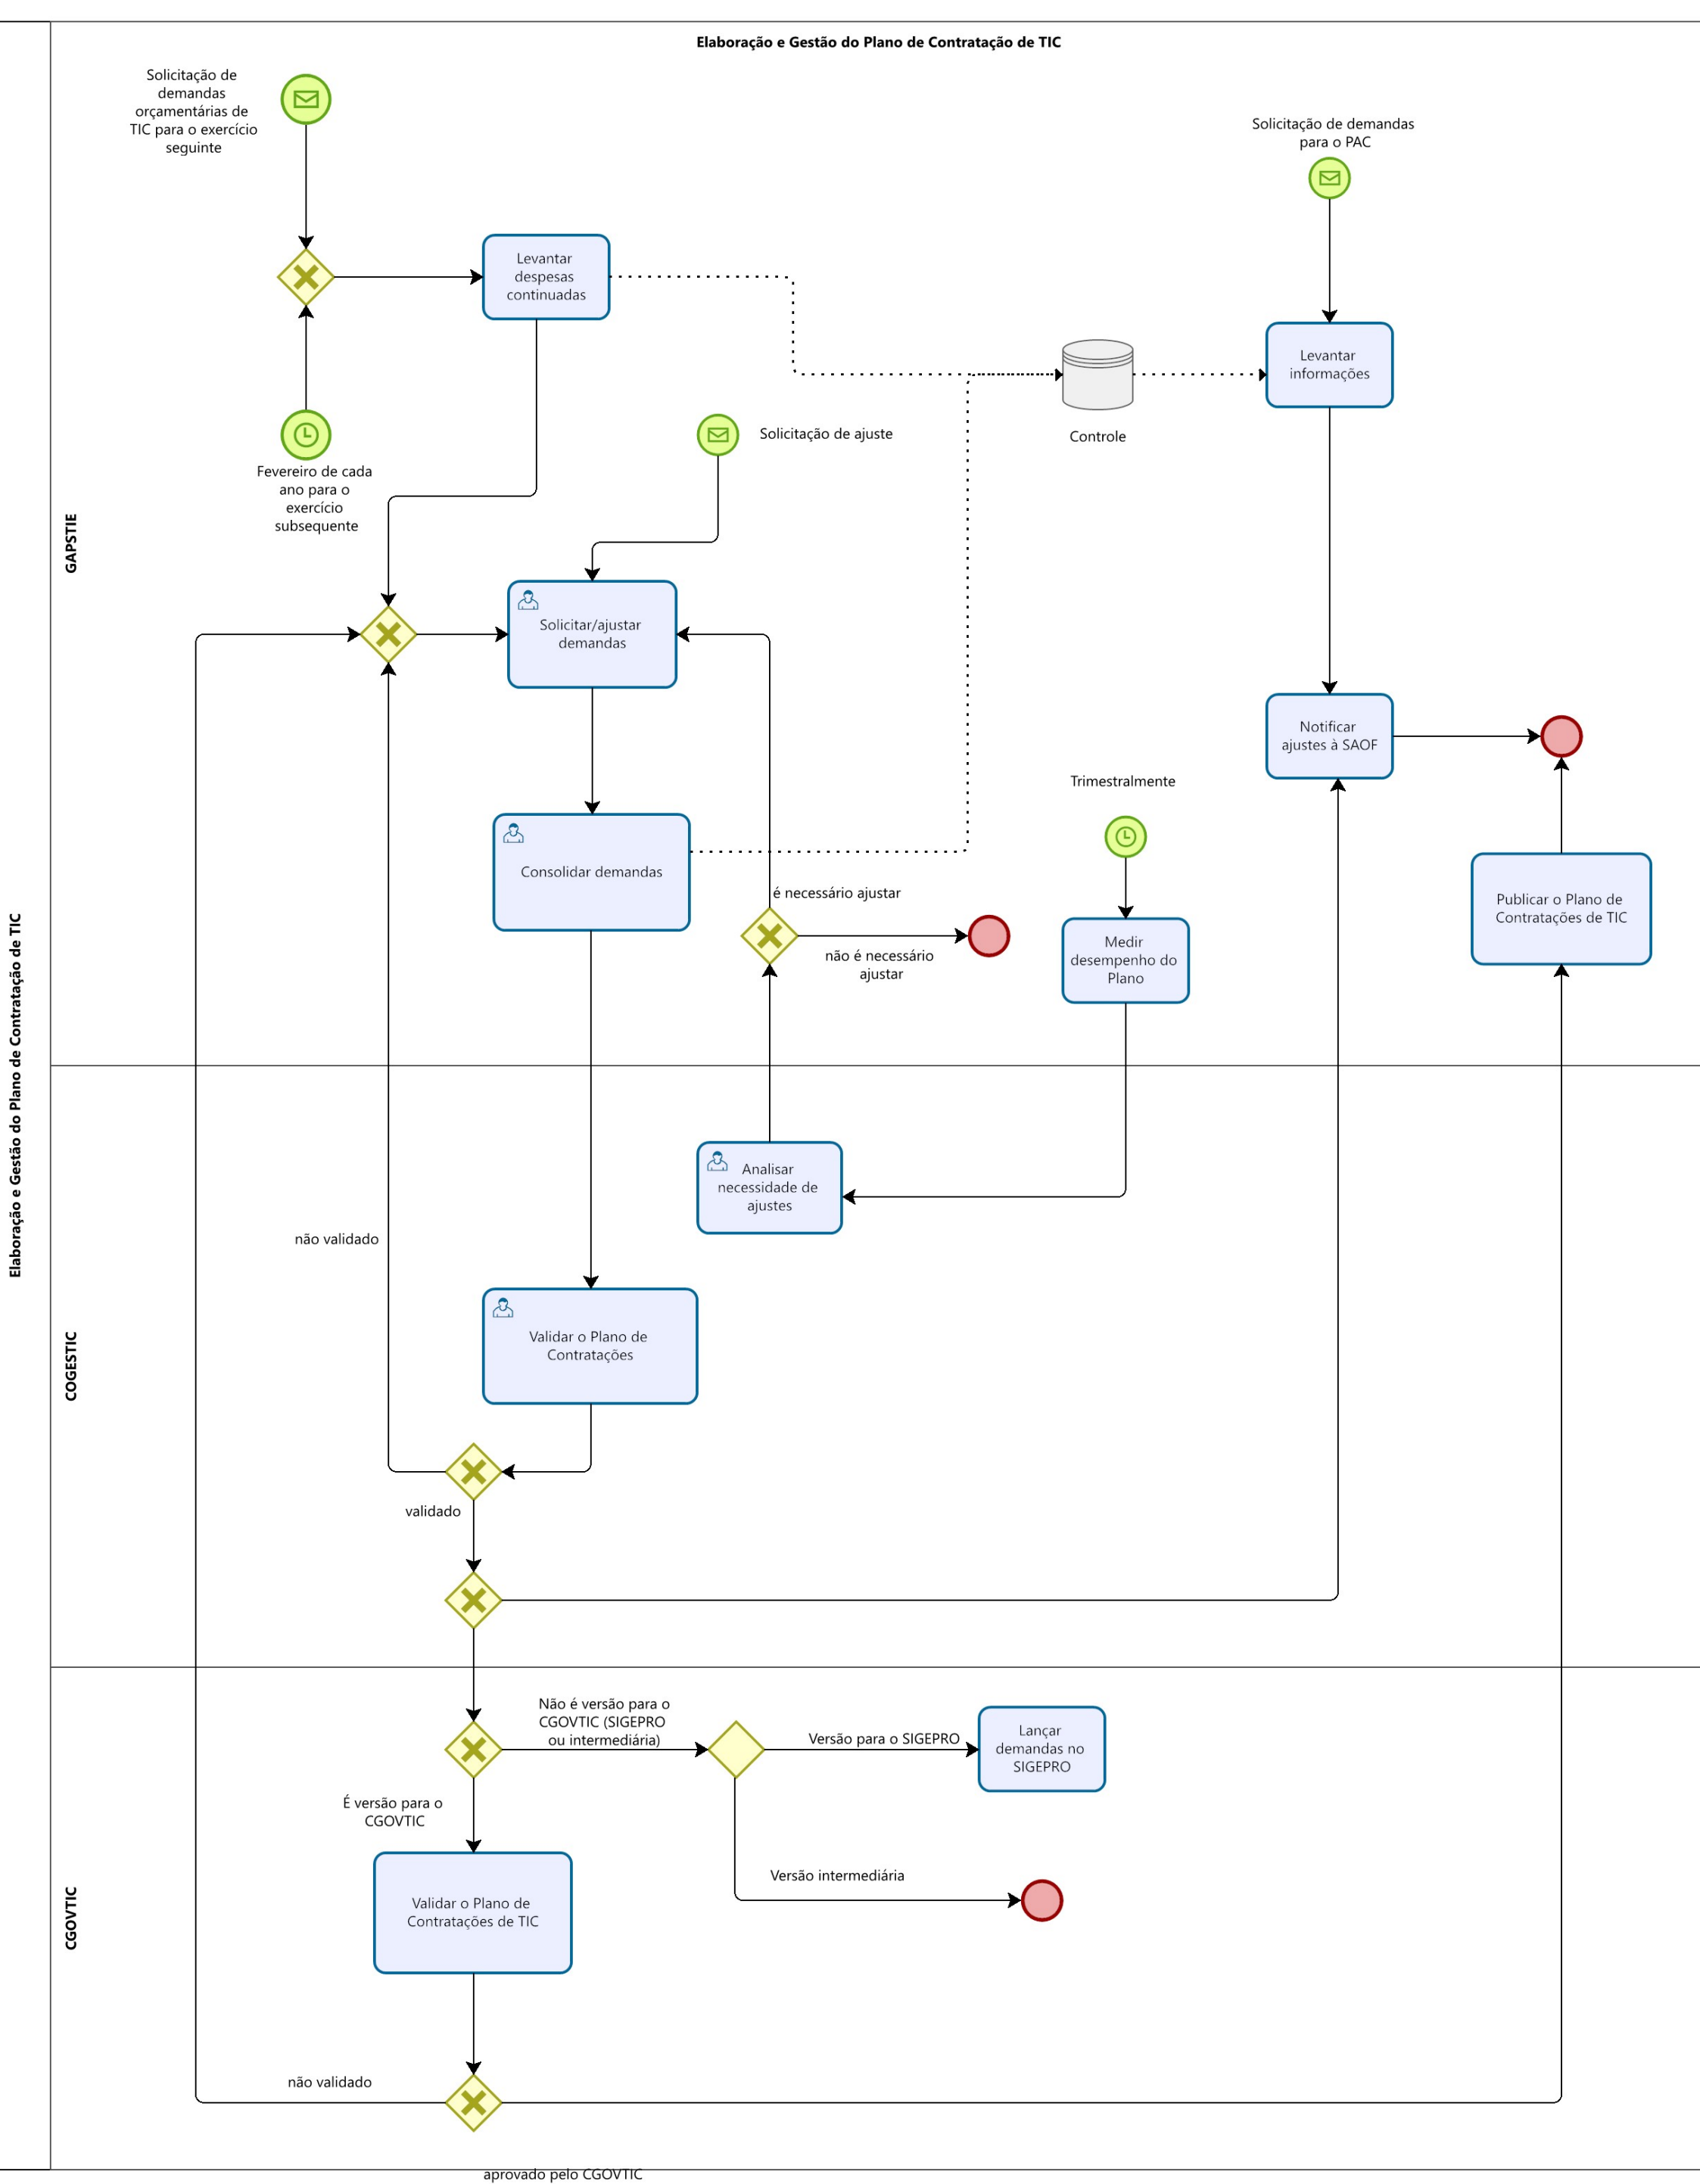 Elaboração e Gestão do Plano de Contratação de TIC
Elaboração e Gestão do Plano de Contratação de TIC
GAPSTIE
Solicitação de
demandas
orçamentárias de
TIC para o exercício
seguinte
Solicitação de demandas
para o PAC
Levantar
despesas
continuadas
Levantar
informações
Controle
Solicitação de ajuste
Fevereiro de cada
ano para o
exercício
subsequente
Solicitar/ajustar
demandas
Notificar
ajustes à SAOF
Trimestralmente
Consolidar demandas
é necessário ajustar
não é necessário
ajustar
Medir
desempenho do
Plano
Publicar o Plano de
Contratações de TIC
COGESTIC
Analisar
necessidade de
ajustes
não validado
Validar o Plano de
Contratações
validado
CGOVTIC
Não é versão para o
CGOVTIC (SIGEPRO
ou intermediária)
Versão para o SIGEPRO
Lançar
demandas no
SIGEPRO
É versão para o
CGOVTIC
Versão intermediária
Validar o Plano de
Contratações de TIC
não validado
aprovado pelo CGOVTIC